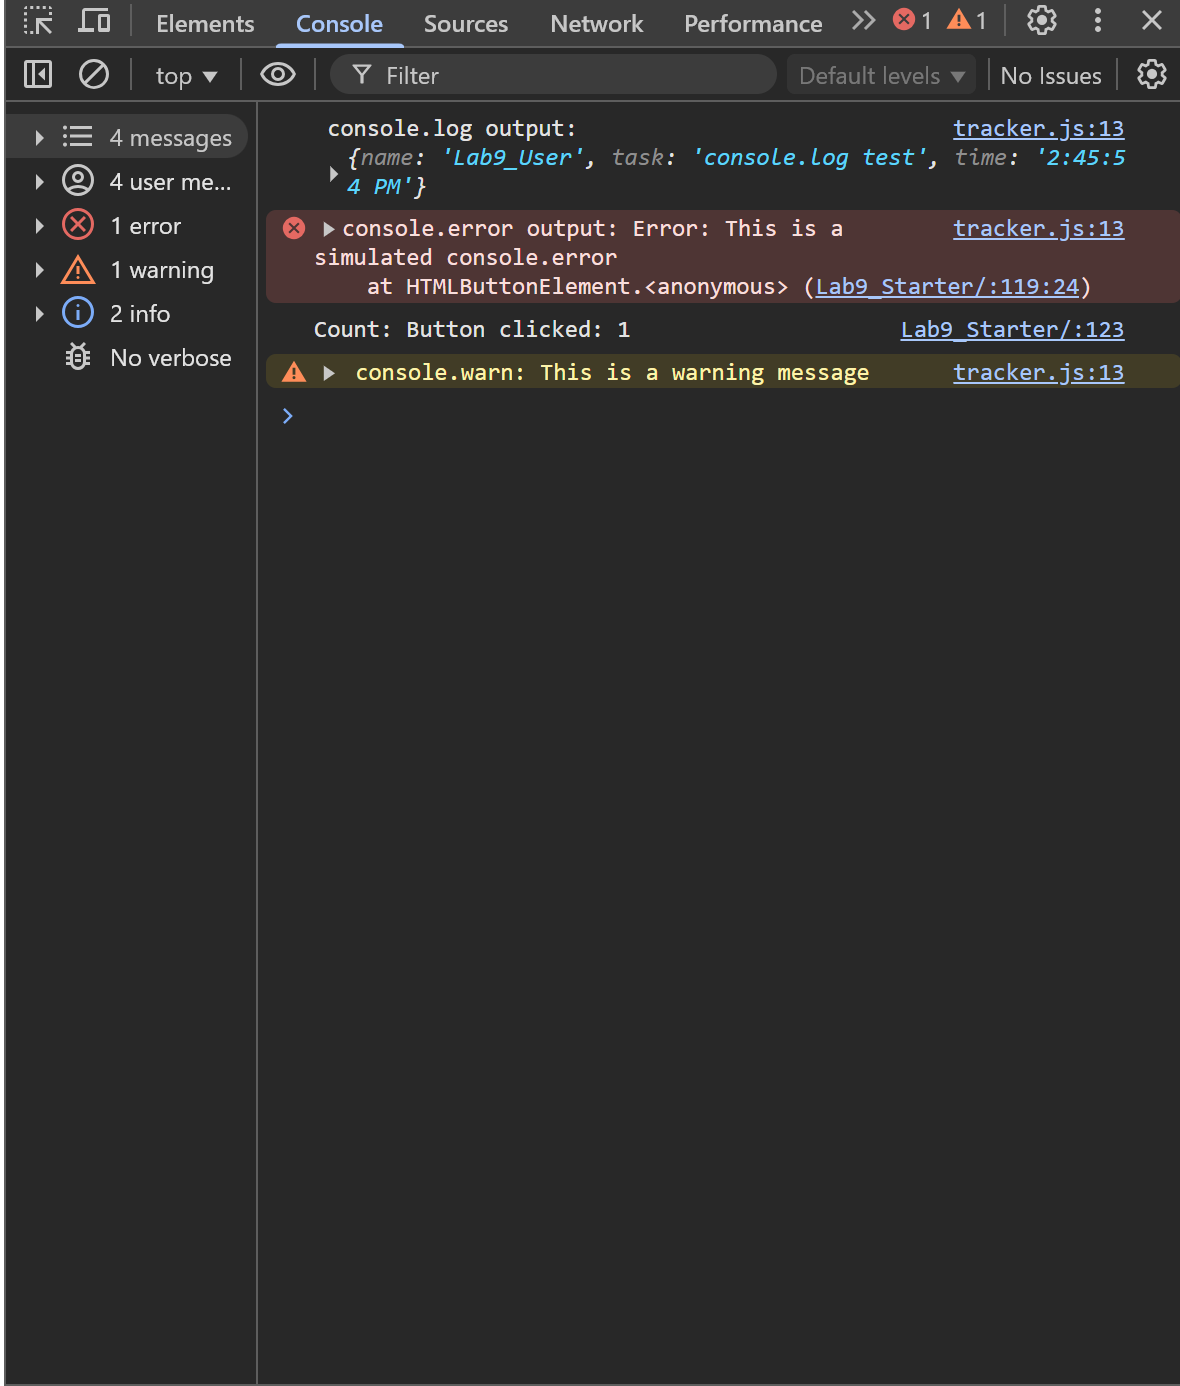 Elements Console Sources Network Performance 1 1
top Filter Default levels No Issues
4 messages
4 user me...
1 error
1 warning
2 info
No verbose
console.log output: tracker.js:13
{name: 'Lab9_User', task: 'console.log test', time: '2:45:5
4 PM'}
console.error output: Error: This is a tracker.js:13
simulated console.error
at HTMLButtonElement.<anonymous> (Lab9_Starter/:119:24)
Count: Button clicked: 1 Lab9_Starter/:123
console.warn: This is a warning message tracker.js:13